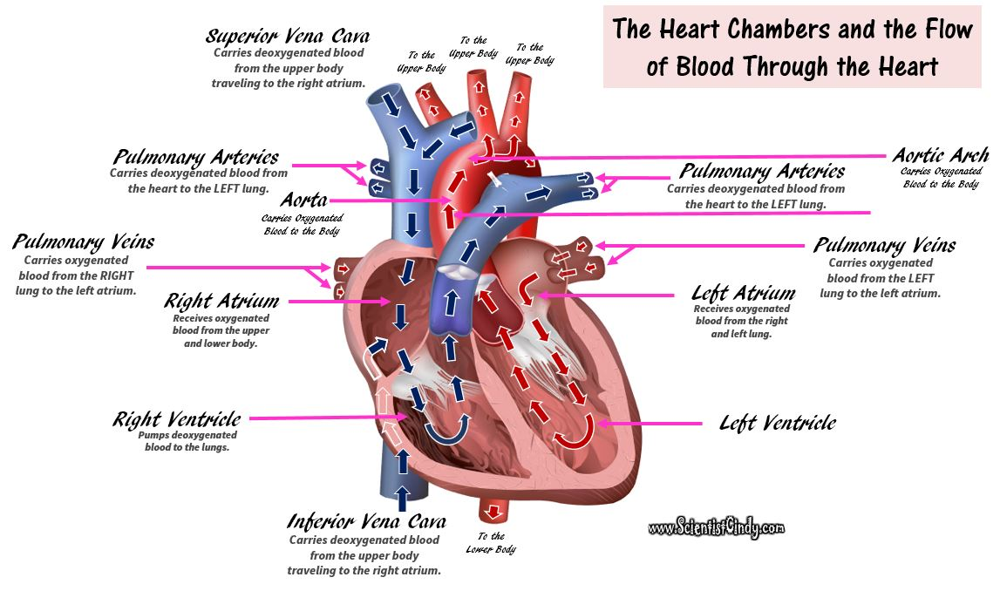 The Heart Chambers and the Flow
of Blood Through the Heart
Superior Vena Cava
Carries deoxygenated blood
from the upper body
traveling to the right atrium.
To the
Upper Body
To the
Upper Body
To the
Upper Body
Pulmonary Arteries
Carries deoxygenated blood from
the heart to the LEFT lung.
Aorta
Carries Oxygenated
Blood to the Body
Aortic Arch
Carries Oxygenated
Blood to the Body
Pulmonary Arteries
Carries deoxygenated blood from
the heart to the LEFT lung.
Pulmonary Veins
Carries oxygenated
blood from the RIGHT
lung to the left atrium.
Pulmonary Veins
Carries oxygenated
blood from the LEFT
lung to the left atrium.
Right Atrium
Receives oxygenated
blood from the upper
and lower body.
Left Atrium
Receives oxygenated
blood from the right
and left lung.
Right Ventricle
Pumps deoxygenated
blood to the lungs.
Left Ventricle
Inferior Vena Cava
Carries deoxygenated blood
from the upper body
traveling to the right atrium.
To the
Lower Body
www.ScientistCindy.com